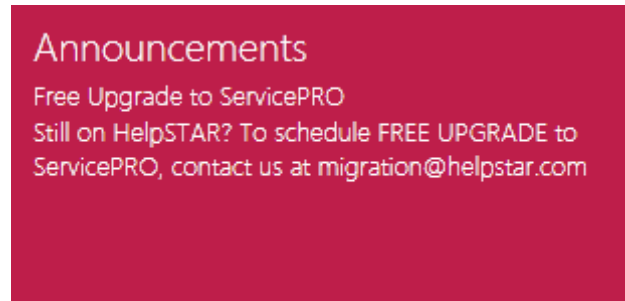 Announcements
Free Upgrade to ServicePRO
Still on HelpSTAR? To schedule FREE UPGRADE to
ServicePRO, contact us at migration@helpstar.com